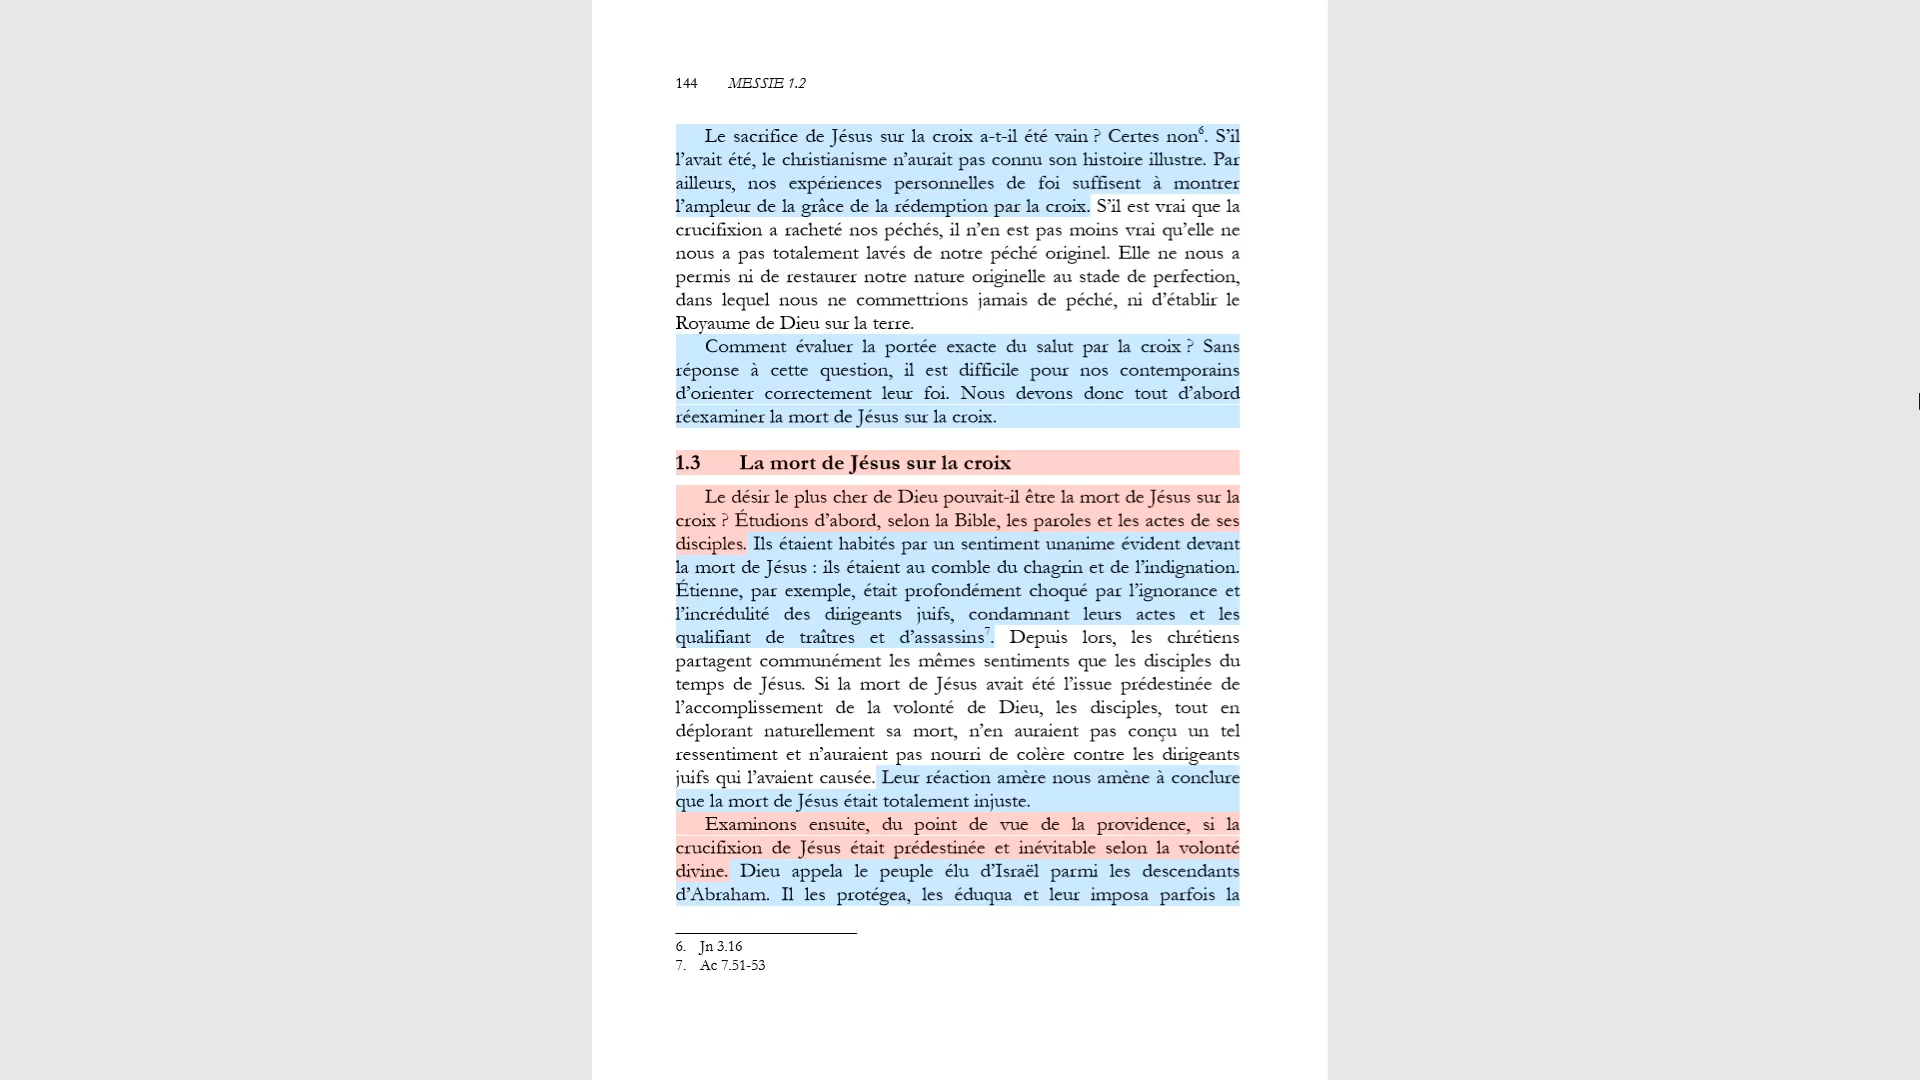 144 MESSIE 1.2
Le sacrifice de Jésus sur la croix a-t-il été vain ? Certes non6. S’il
l’avait été, le christianisme n’aurait pas connu son histoire illustre. Par
ailleurs, nos expériences personnelles de foi suffisent à montrer
l’ampleur de la grâce de la rédemption par la croix. S’il est vrai que la
crucifixion a racheté nos péchés, il n’en est pas moins vrai qu’elle ne
nous a pas totalement lavés de notre péché originel. Elle ne nous a
permis ni de restaurer notre nature originelle au stade de perfection,
dans lequel nous ne commettrions jamais de péché, ni d’établir le
Royaume de Dieu sur la terre.
Comment évaluer la portée exacte du salut par la croix ? Sans
réponse à cette question, il est difficile pour nos contemporains
d’orienter correctement leur foi. Nous devons donc tout d’abord
réexaminer la mort de Jésus sur la croix.
1.3 La mort de Jésus sur la croix
Le désir le plus cher de Dieu pouvait-il être la mort de Jésus sur la
croix ? Étudions d’abord, selon la Bible, les paroles et les actes de ses
disciples. Ils étaient habités par un sentiment unanime évident devant
la mort de Jésus : ils étaient au comble du chagrin et de l’indignation.
Étienne, par exemple, était profondément choqué par l’ignorance et
l’incrédulité des dirigeants juifs, condamnant leurs actes et les
qualifiant de traîtres et d’assassins7. Depuis lors, les chrétiens
partagent communément les mêmes sentiments que les disciples du
temps de Jésus. Si la mort de Jésus avait été l’issue prédestinée de
l’accomplissement de la volonté de Dieu, les disciples, tout en
déplorant naturellement sa mort, n’en auraient pas conçu un tel
ressentiment et n’auraient pas nourri de colère contre les dirigeants
juifs qui l’avaient causée. Leur réaction amère nous amène à conclure
que la mort de Jésus était totalement injuste.
Examinons ensuite, du point de vue de la providence, si la
crucifixion de Jésus était prédestinée et inévitable selon la volonté
divine. Dieu appela le peuple élu d’Israël parmi les descendants
d’Abraham. Il les protégea, les éduqua et leur imposa parfois la
6. Jn 3.16
7. Ac 7.51-53